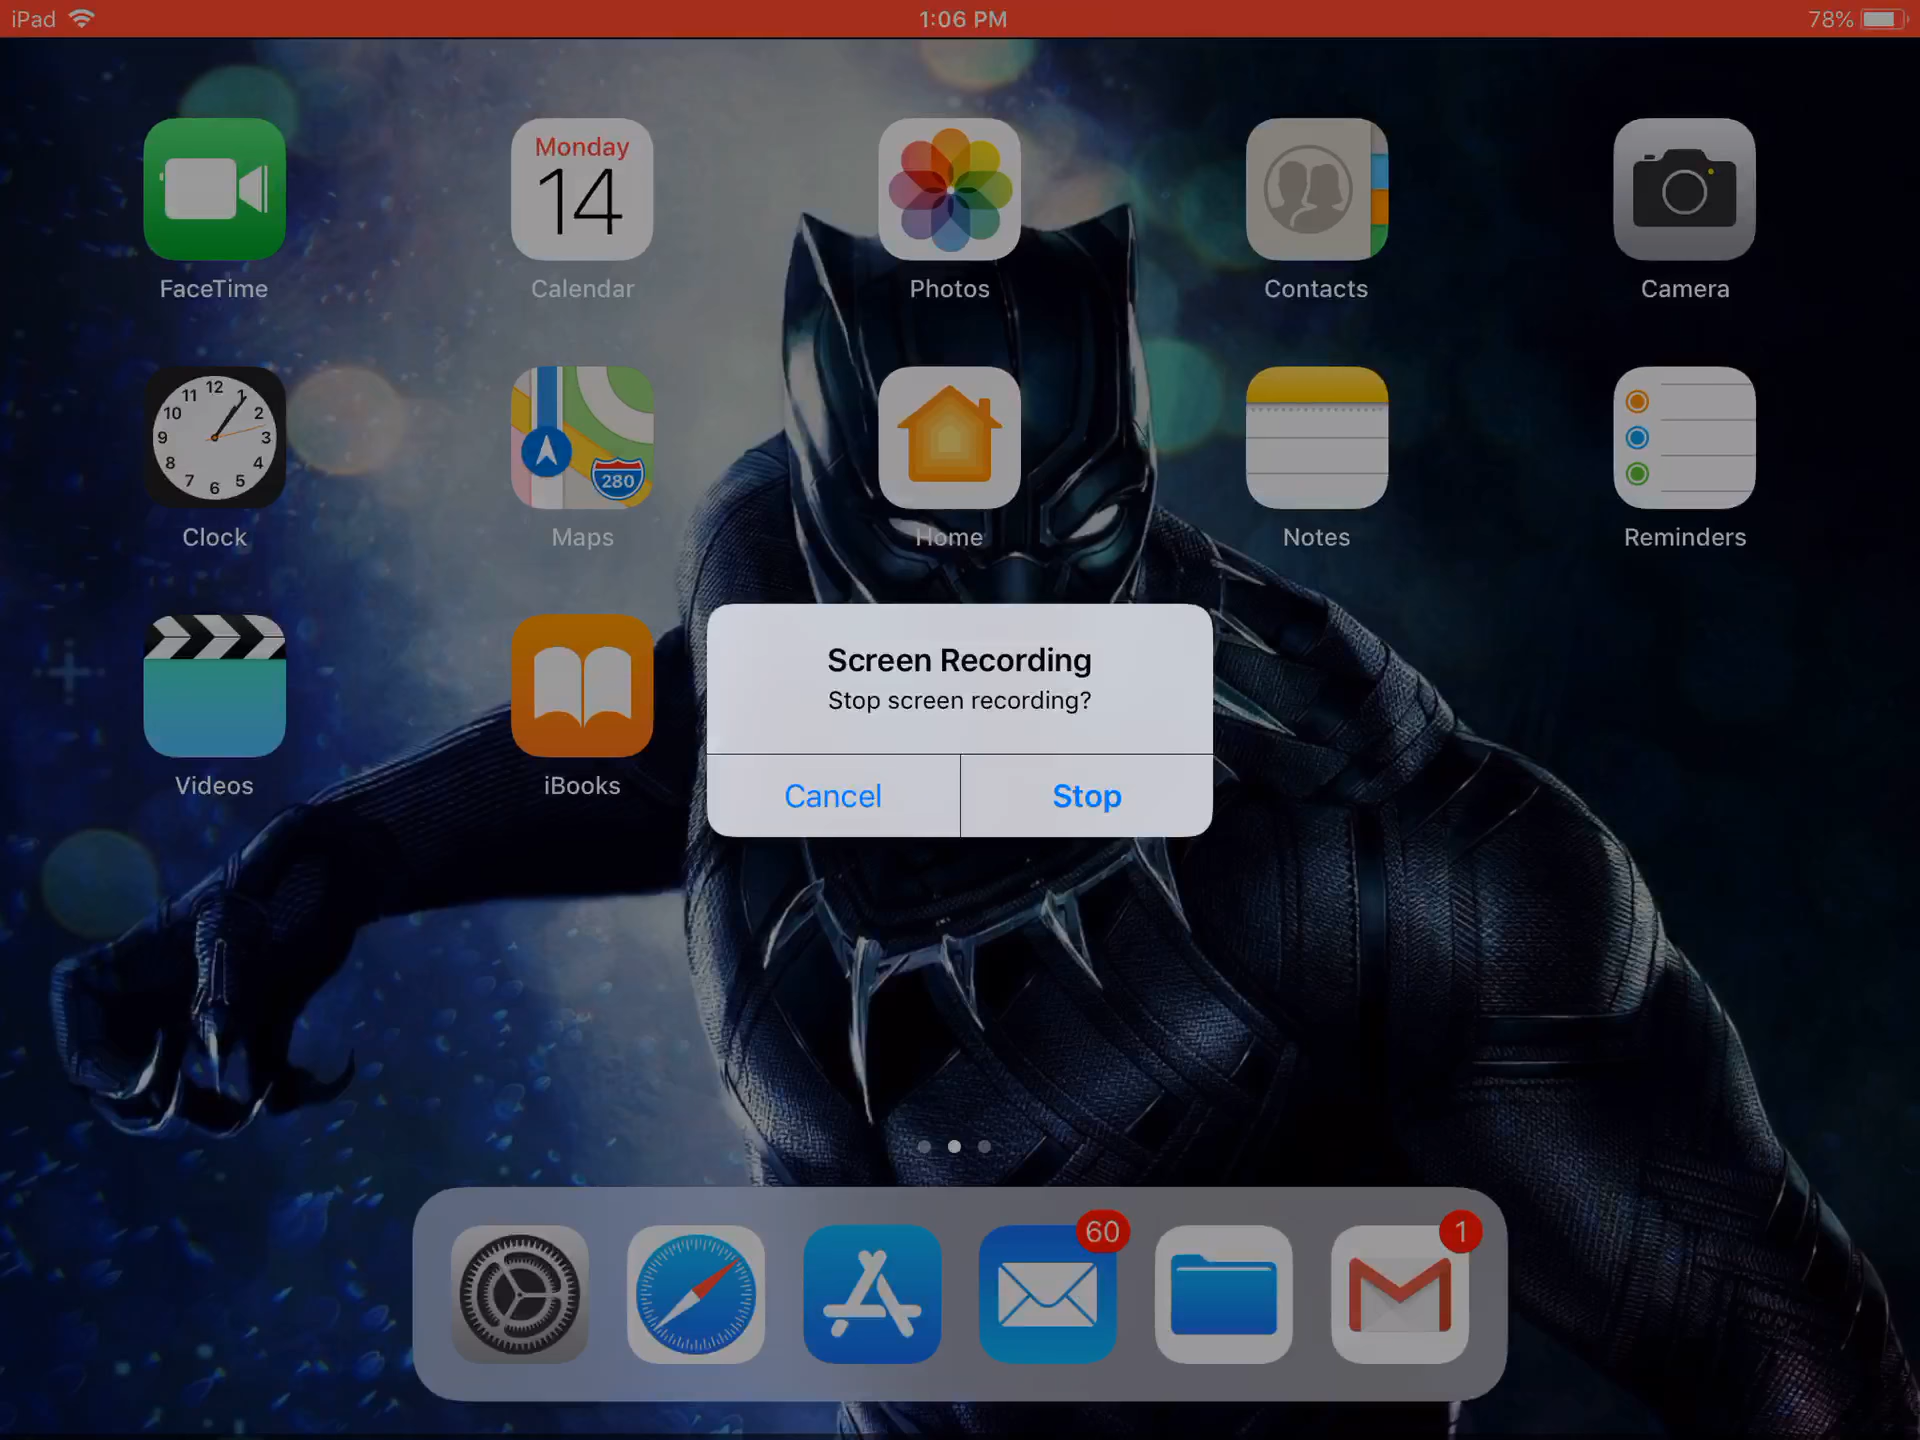 iPad 1:06 PM 78%
Monday
14
FaceTime Calendar Photos Contacts Camera
12
11 1
10 2
9 3
8 4
7 5
6
280
Clock Maps Home Notes Reminders
Videos iBooks
Screen Recording
Stop screen recording?
Cancel Stop
60 1